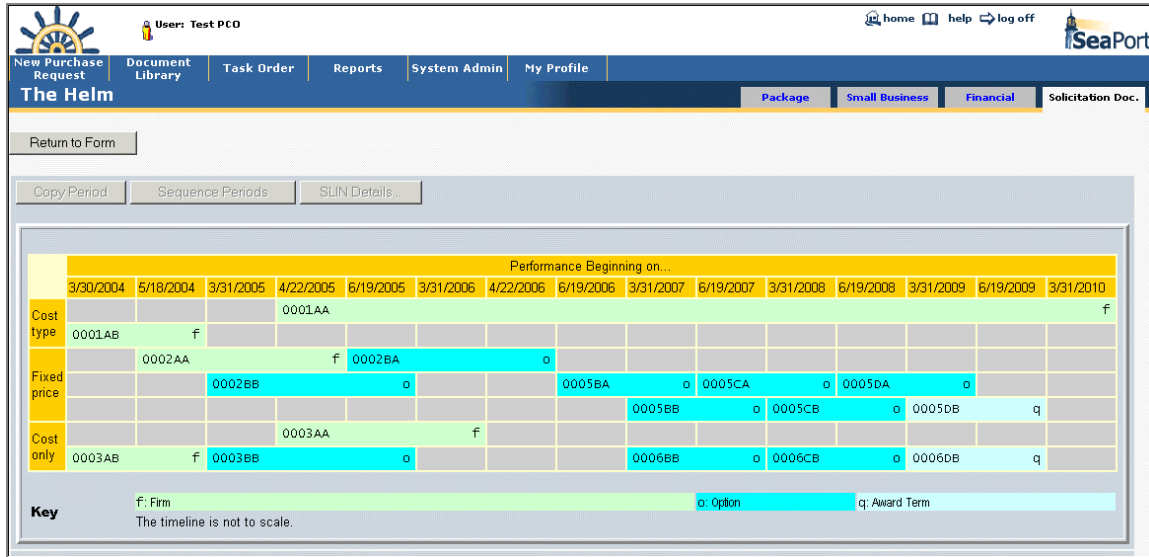 User: Test PCO
home help log off
SeaPort
New Purchase Request Document Library Task Order Reports System Admin My Profile
The Helm
Package Small Business Financial Solicitation Doc.
Return to Form
Copy Period Sequence Periods SLIN Details...
Performance Beginning on...
3/30/2004 5/18/2004 3/31/2005 4/22/2005 6/19/2005 3/31/2006 4/22/2006 6/19/2006 3/31/2007 6/19/2007 3/31/2008 6/19/2008 3/31/2009 6/19/2009 3/31/2010
Cost type
0001AA f
0001AB f
Fixed price
0002AA f 0002BA o
0002BB o 0005BA o 0005CA o 0005DA o
0005BB o 0005CB o 0005DB q
Cost only
0003AA f
0003AB f 0003BB o 0006BB o 0006CB o 0006DB q
Key
f: Firm o: Option q: Award Term
The timeline is not to scale.